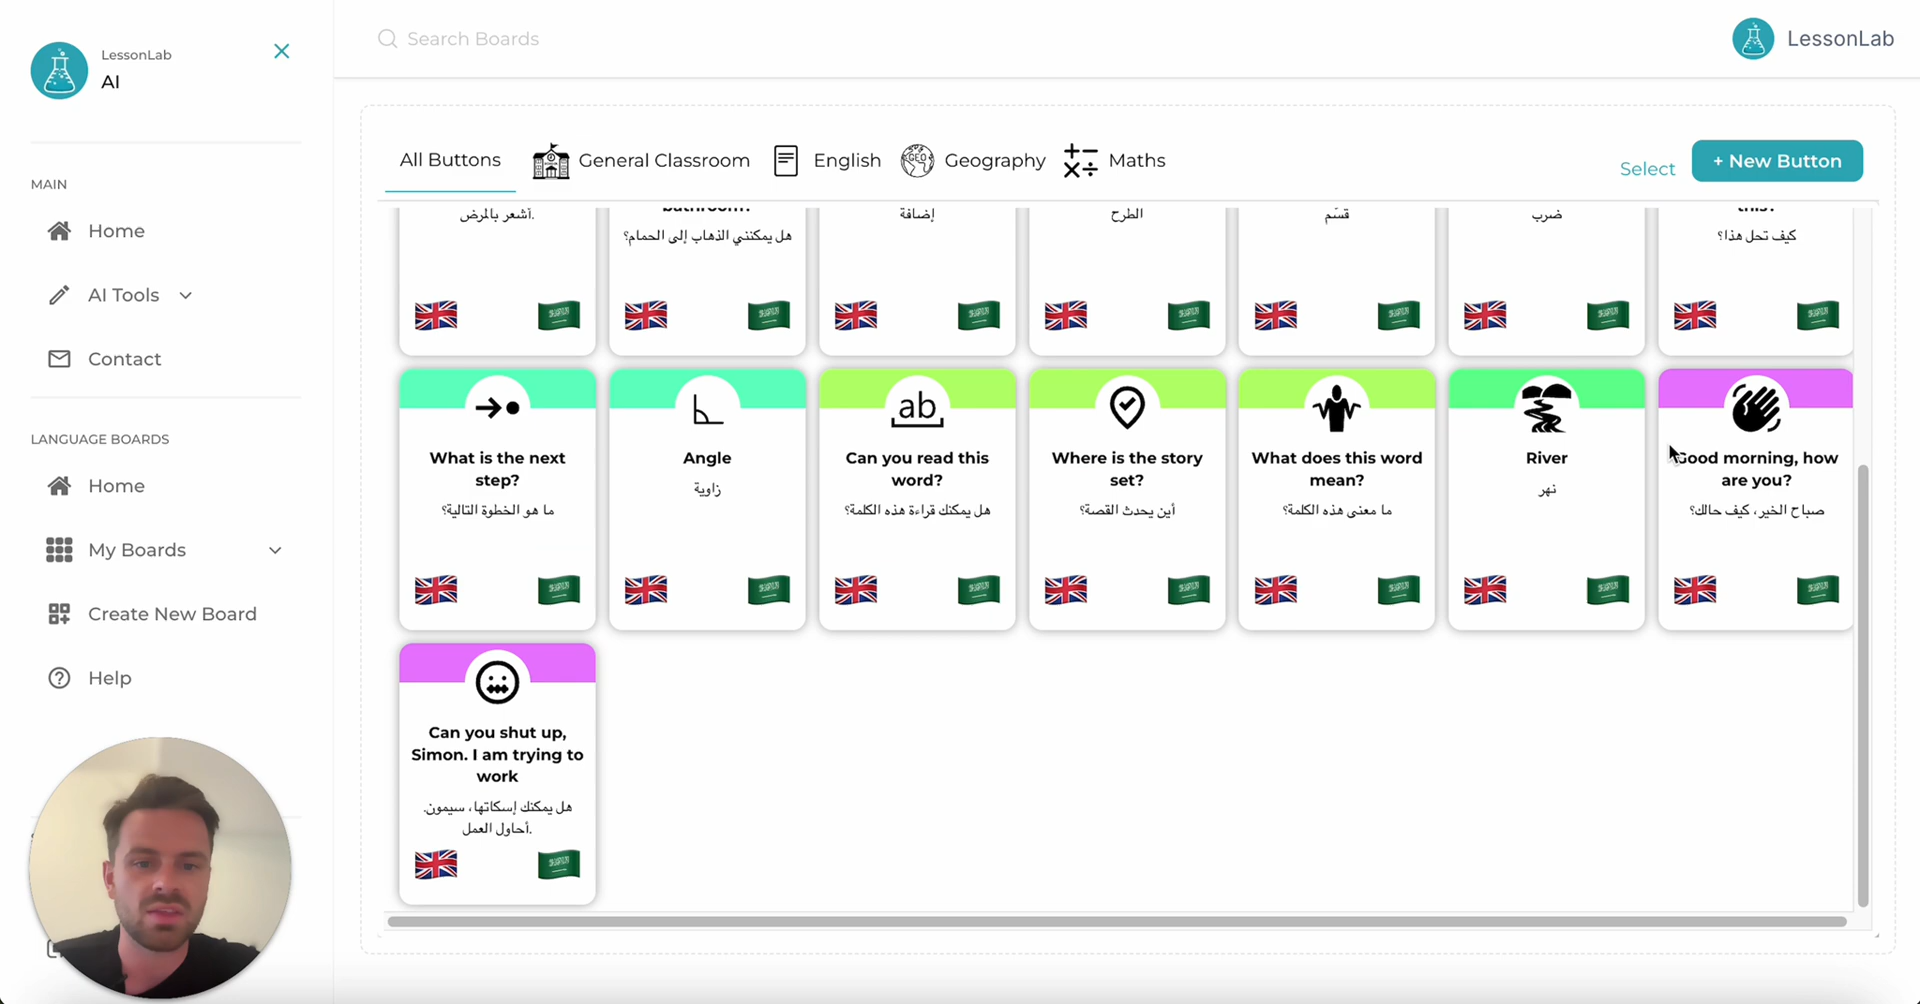 LessonLab
AI
Search Boards
LessonLab
MAIN
Home
AI Tools
Contact
LANGUAGE BOARDS
Home
My Boards
Create New Board
Help
All Buttons
General Classroom
English
GEO
Geography
Maths
Select
+ New Button
أشعر بالمرض.
bathroom?
هل يمكنني الذهاب إلى الحمام؟
إضافة
الطرح
قسّم
ضرب
this?
كيف تحل هذا؟
What is the next
step?
ما هو الخطوة التالية؟
Angle
زاوية
ab
Can you read this
word?
هل يمكنك قراءة هذه الكلمة؟
Where is the story
set?
أين يحدث القصة؟
What does this word
mean?
ما معنى هذه الكلمة؟
River
نهر
Good morning, how
are you?
صباح الخير، كيف حالك؟
Can you shut up,
Simon. I am trying to
work
هل يمكنك إسكاتها، سيمون.
أحاول العمل.